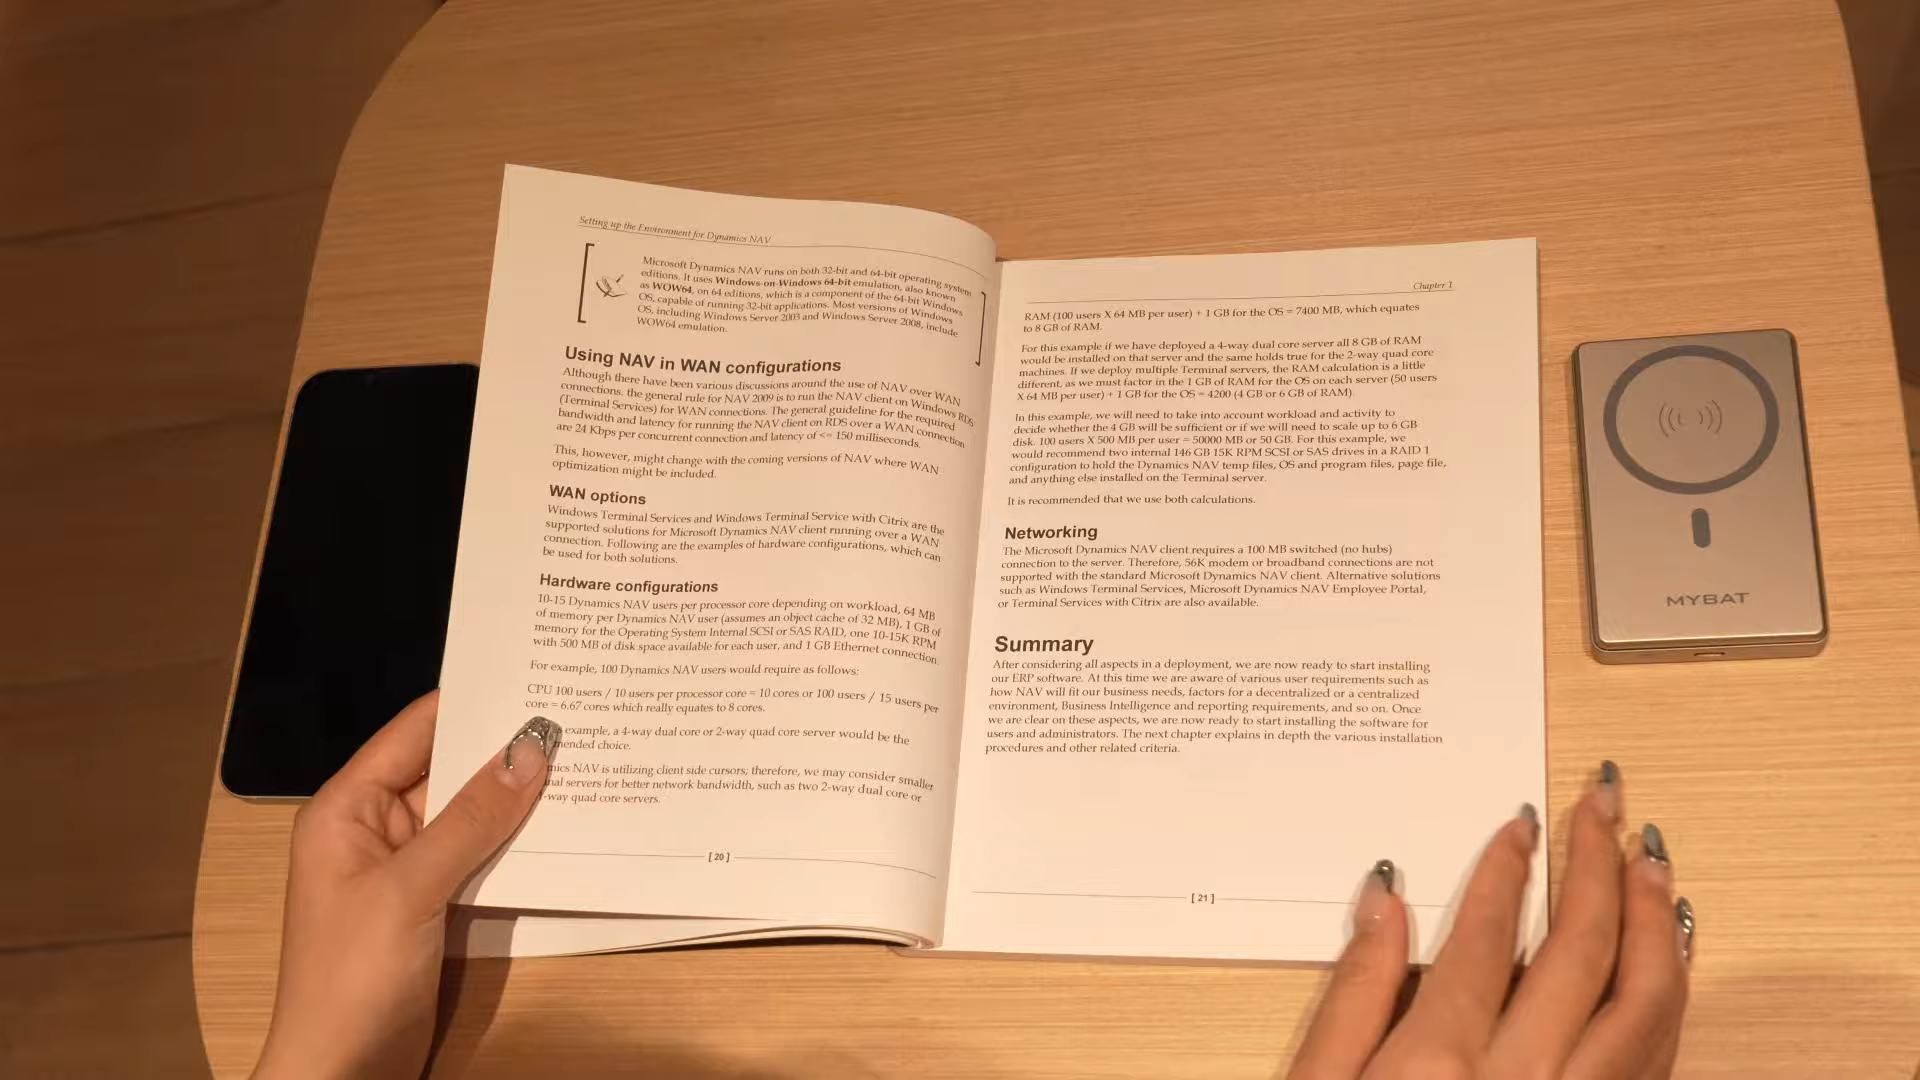 Setting up the Environment for Dynamics NAV
Microsoft Dynamics NAV runs on both 32-bit and 64-bit operating system
editions. It uses Windows-on-Windows 64-bit emulation, also known
as WOW64, on 64 editions, which is a component of the 64-bit Windows
OS, capable of running 32-bit applications. Most versions of Windows
OS, including Windows Server 2003 and Windows Server 2008, include
WOW64 emulation.
Using NAV in WAN configurations
Although there have been various discussions around the use of NAV over WAN
connections. the general rule for NAV 2009 is to run the NAV client on Windows RDS
(Terminal Services) for WAN connections. The general guideline for the required
bandwidth and latency for running the NAV client on RDS over a WAN connection
are 24 Kbps per concurrent connection and latency of <= 150 milliseconds.
This, however, might change with the coming versions of NAV where WAN
optimization might be included.
WAN options
Windows Terminal Services and Windows Terminal Service with Citrix are the
supported solutions for Microsoft Dynamics NAV client running over a WAN
connection. Following are the examples of hardware configurations, which can
be used for both solutions.
Hardware configurations
10-15 Dynamics NAV users per processor core depending on workload, 64 MB
of memory per Dynamics NAV user (assumes an object cache of 32 MB), 1 GB of
memory for the Operating System Internal SCSI or SAS RAID, one 10-15K RPM
with 500 MB of disk space available for each user, and 1 GB Ethernet connection.
For example, 100 Dynamics NAV users would require as follows:
CPU 100 users / 10 users per processor core = 10 cores or 100 users / 15 users per
core = 6.67 cores which really equates to 8 cores.
example, a 4-way dual core or 2-way quad core server would be the
mended choice.
mics NAV is utilizing client side cursors; therefore, we may consider smaller
nal servers for better network bandwidth, such as two 2-way dual core or
-way quad core servers.
[ 20 ]
Chapter 1
RAM (100 users X 64 MB per user) + 1 GB for the OS = 7400 MB, which equates
to 8 GB of RAM.
For this example if we have deployed a 4-way dual core server all 8 GB of RAM
would be installed on that server and the same holds true for the 2-way quad core
machines. If we deploy multiple Terminal servers, the RAM calculation is a little
different, as we must factor in the 1 GB of RAM for the OS on each server (50 users
X 64 MB per user) + 1 GB for the OS = 4200 (4 GB or 6 GB of RAM).
In this example, we will need to take into account workload and activity to
decide whether the 4 GB will be sufficient or if we will need to scale up to 6 GB
disk. 100 users X 500 MB per user = 50000 MB or 50 GB. For this example, we
would recommend two internal 146 GB 15K RPM SCSI or SAS drives in a RAID 1
configuration to hold the Dynamics NAV temp files, OS and program files, page file,
and anything else installed on the Terminal server.
It is recommended that we use both calculations.
Networking
The Microsoft Dynamics NAV client requires a 100 MB switched (no hubs)
connection to the server. Therefore, 56K modem or broadband connections are not
supported with the standard Microsoft Dynamics NAV client. Alternative solutions
such as Windows Terminal Services, Microsoft Dynamics NAV Employee Portal,
or Terminal Services with Citrix are also available.
Summary
After considering all aspects in a deployment, we are now ready to start installing
our ERP software. At this time we are aware of various user requirements such as
how NAV will fit our business needs, factors for a decentralized or a centralized
environment, Business Intelligence and reporting requirements, and so on. Once
we are clear on these aspects, we are now ready to start installing the software for
users and administrators. The next chapter explains in depth the various installation
procedures and other related criteria.
[ 21 ]
MYBAT